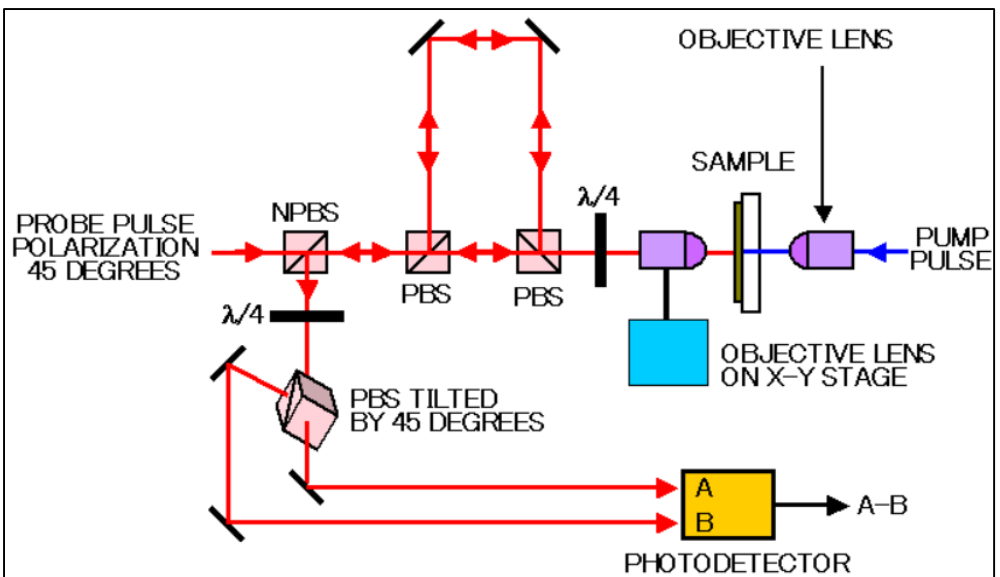 OBJECTIVE LENS
SAMPLE
λ/4
NPBS
PROBE PULSE
POLARIZATION
45 DEGREES
PUMP
PULSE
PBS
PBS
λ/4
OBJECTIVE LENS
ON X-Y STAGE
PBS TILTED
BY 45 DEGREES
A
B
A-B
PHOTODETECTOR